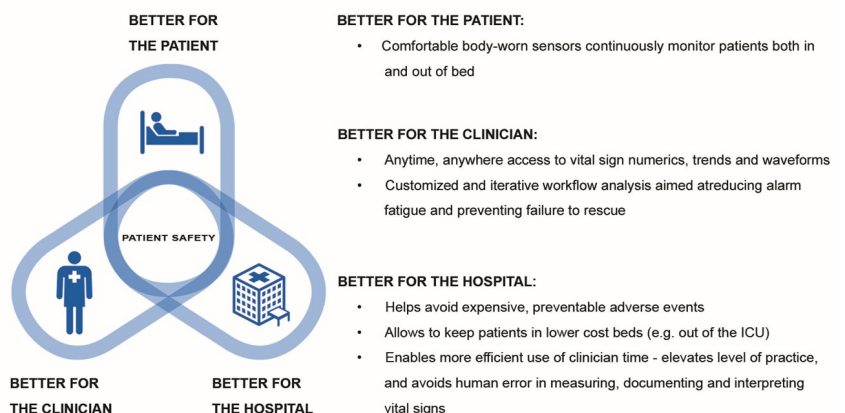 BETTER FOR
THE PATIENT
PATIENT SAFETY
BETTER FOR
THE CLINICIAN
BETTER FOR
THE HOSPITAL
BETTER FOR THE PATIENT:
• Comfortable body-worn sensors continuously monitor patients both in
and out of bed
BETTER FOR THE CLINICIAN:
• Anytime, anywhere access to vital sign numerics, trends and waveforms
• Customized and iterative workflow analysis aimed atreducing alarm
fatigue and preventing failure to rescue
BETTER FOR THE HOSPITAL:
• Helps avoid expensive, preventable adverse events
• Allows to keep patients in lower cost beds (e.g. out of the ICU)
• Enables more efficient use of clinician time - elevates level of practice,
and avoids human error in measuring, documenting and interpreting
vital signs